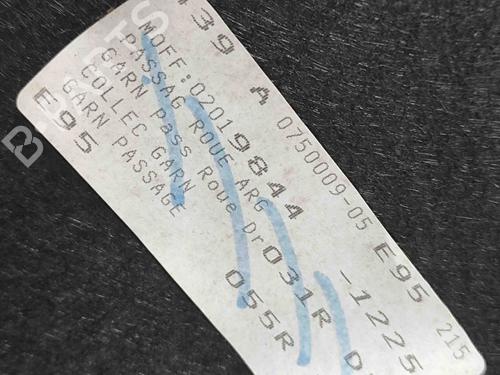 39 A 0750009-05 E95 215
MOFF:02019844 -1225
PASSAG ROUE ARG
GARN pass Roue Dr031R
COLLEC GARN
GARN PASSAGE 055R
E95